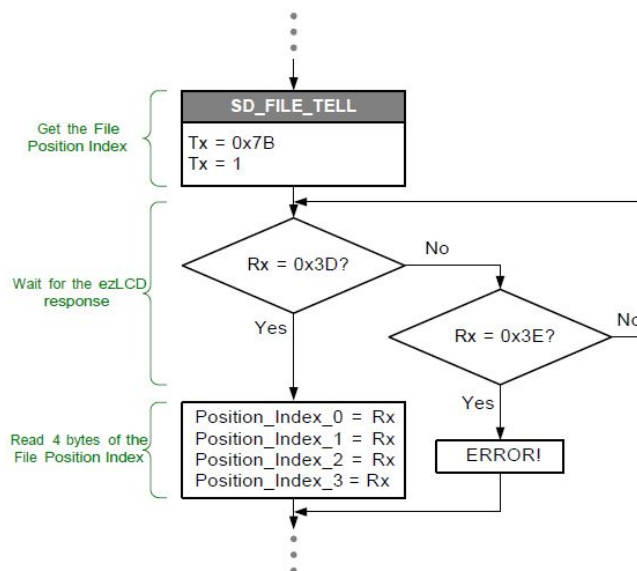 SD_FILE_TELL
Get the File
Position Index
Tx = 0x7B
Tx = 1
Rx = 0x3D?
No
Wait for the ezLCD
response
Yes
Rx = 0x3E?
No
Yes
Read 4 bytes of the
File Position Index
Position_Index_0 = Rx
Position_Index_1 = Rx
Position_Index_2 = Rx
Position_Index_3 = Rx
ERROR!